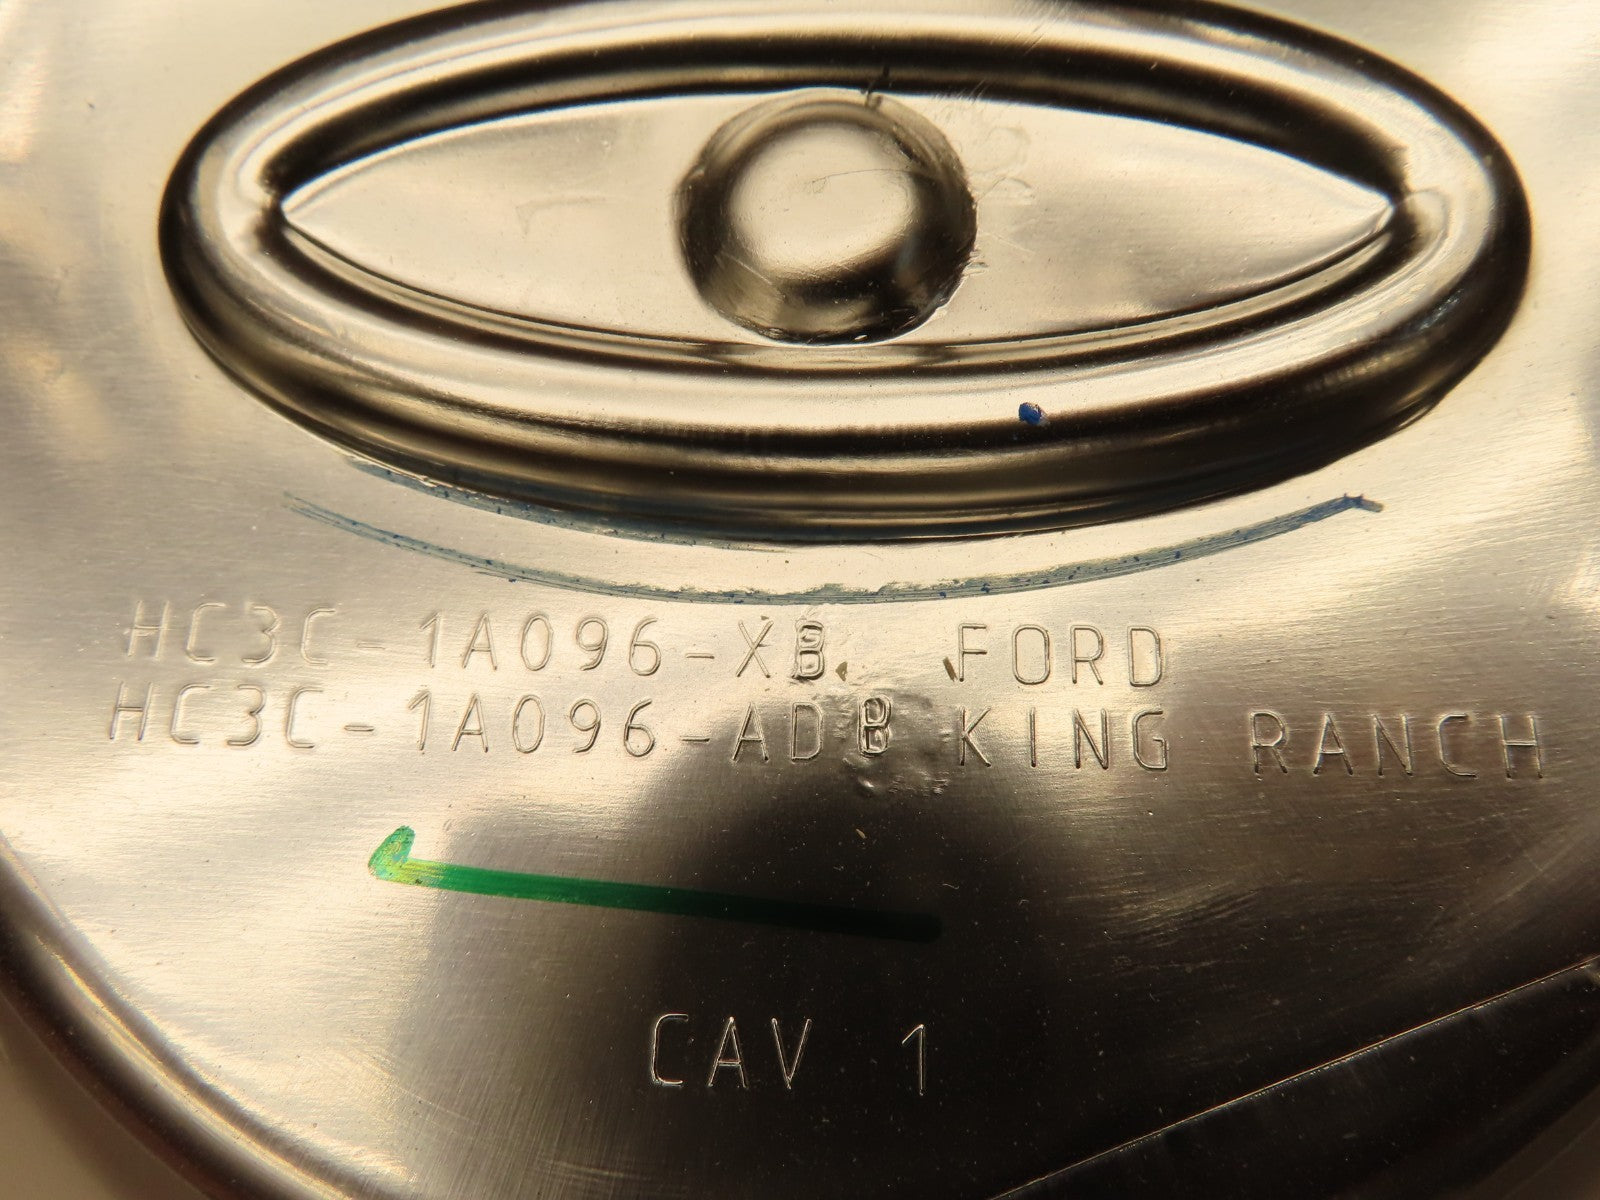 HC3C-1A096-XB FORD
HC3C-1A096-ADB KING RANCH
CAV 1